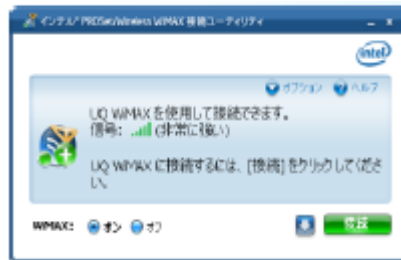 インテル® PROSet/Wireless WiMAX 接続ユーティリティ
intel
オプション ヘルプ
UQ WiMAX を使用して接続できます。
信号: (非常に強い)
UQ WiMAX に接続するには、[接続] をクリックしてくださ
い。
WiMAX: オン オフ 接続